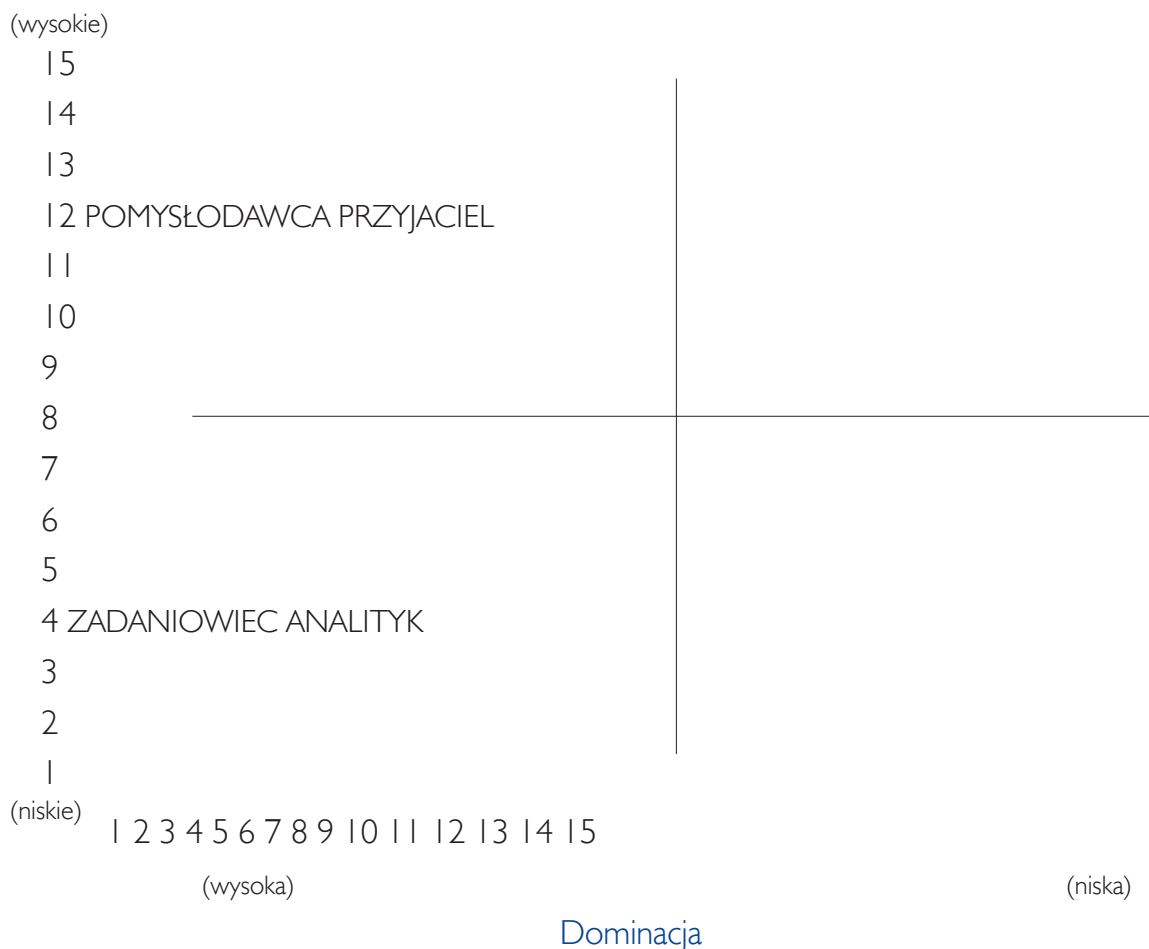 (wysokie)
15
14
13
12 POMYSŁODAWCA PRZYJACIEL
11
10
9
8
7
6
5
4 ZADANIOWIEC ANALITYK
3
2
1
(niskie)
1 2 3 4 5 6 7 8 9 10 11 12 13 14 15
(wysoka) (niska)
Dominacja